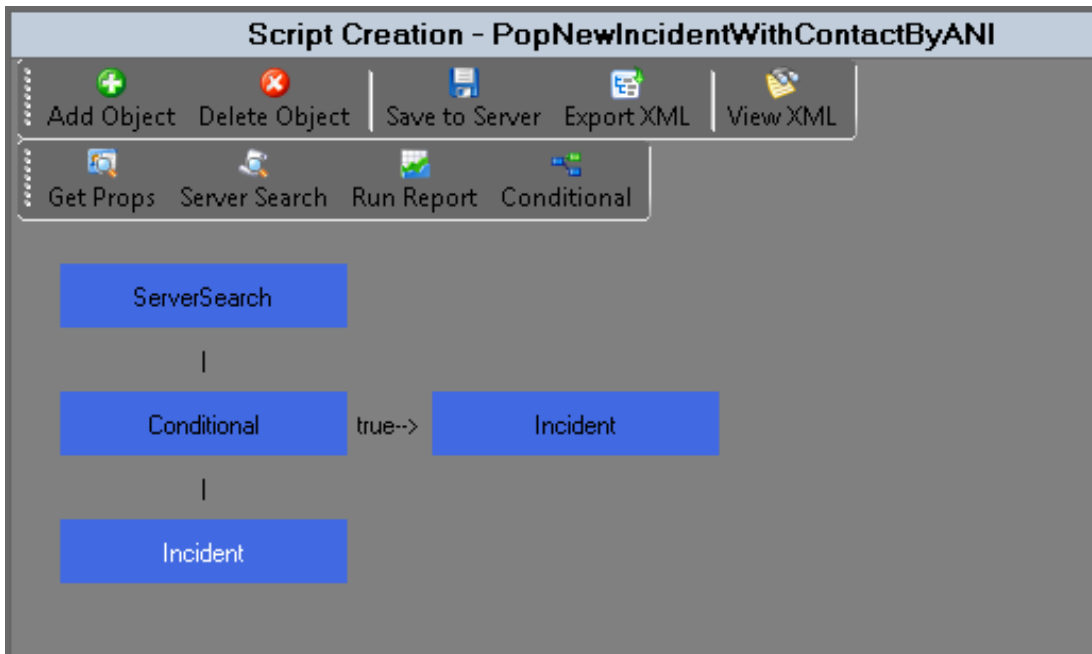 Script Creation - PopNewIncidentWithContactByANI
Add Object Delete Object Save to Server Export XML View XML
Get Props Server Search Run Report Conditional
ServerSearch
|
Conditional true--> Incident
|
Incident